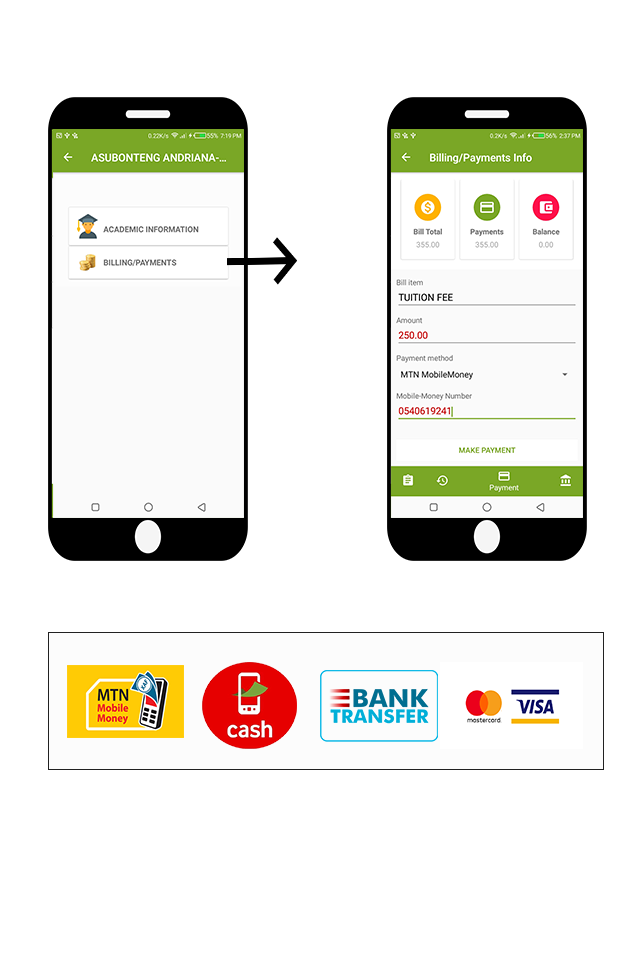 0.22K/s 55% 7:19 PM
ASUBONTENG ANDRIANA-...
ACADEMIC INFORMATION
BILLING/PAYMENTS
0.2K/s 56% 2:37 PM
Billing/Payments Info
Bill Total Payments Balance
355.00 355.00 0.00
Bill item
TUITION FEE
Amount
250.00
Payment method
MTN MobileMoney
Mobile-Money Number
0540619241
MAKE PAYMENT
Payment
MTN
Mobile
Money
cash
BANK
TRANSFER
mastercard
VISA